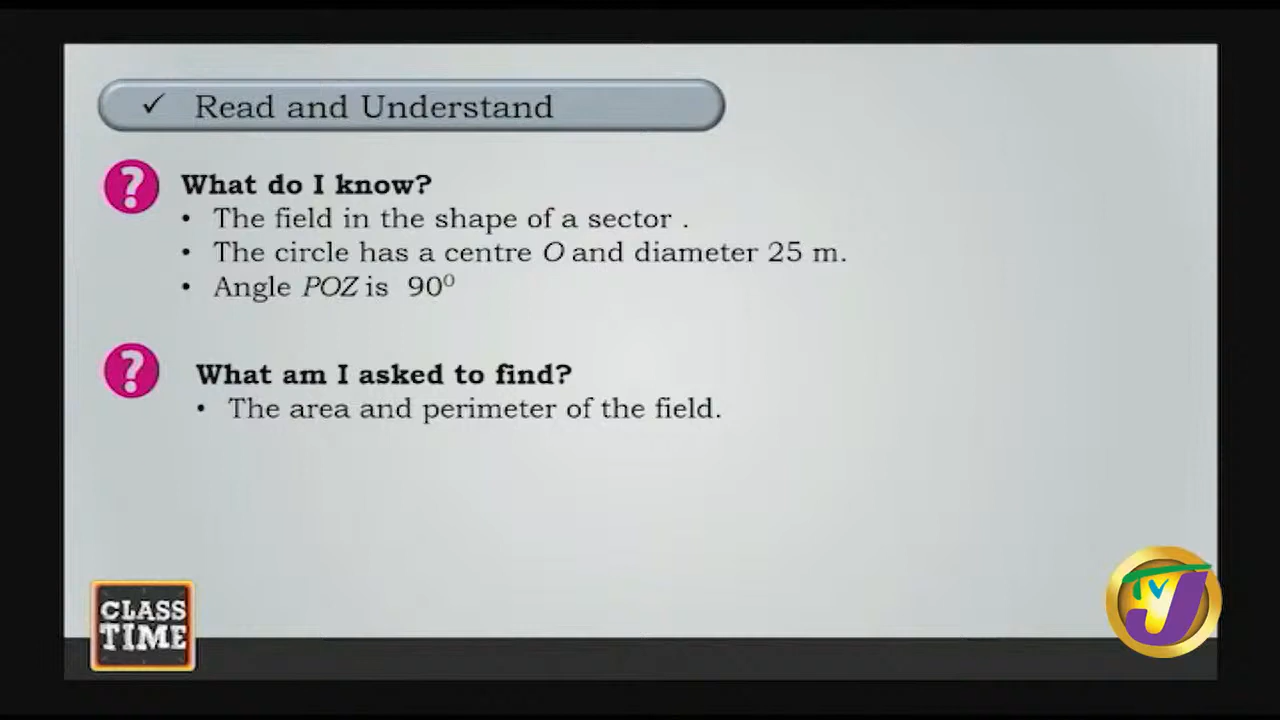 ✓ Read and Understand
? What do I know?
• The field in the shape of a sector .
• The circle has a centre O and diameter 25 m.
• Angle POZ is 90⁰
? What am I asked to find?
• The area and perimeter of the field.
CLASS
TIME
TVJ